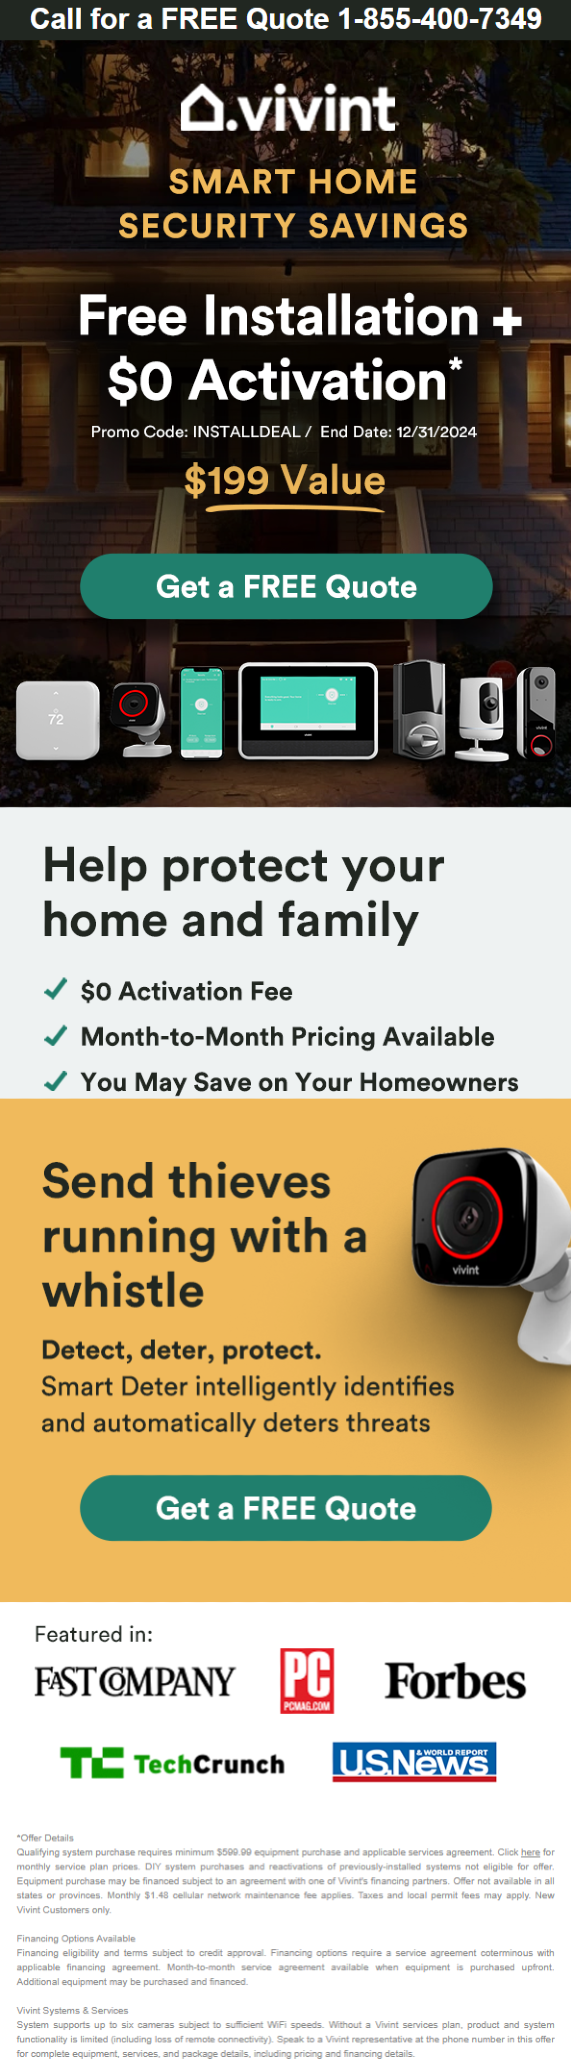 Call for a FREE Quote 1-855-400-7349
vivint
SMART HOME
SECURITY SAVINGS
Free Installation +
$0 Activation*
Promo Code: INSTALLDEAL / End Date: 12/31/2024
$199 Value
Get a FREE Quote
72
vivint
Help protect your
home and family
$0 Activation Fee
Month-to-Month Pricing Available
You May Save on Your Homeowners
Send thieves
running with a
whistle
vivint
Detect, deter, protect.
Smart Deter intelligently identifies
and automatically deters threats
Get a FREE Quote
Featured in:
FAST COMPANY
PC
PCMAG.COM
Forbes
TC TechCrunch
U.S.News
& WORLD REPORT
*Offer Details
Qualifying system purchase requires minimum $599.99 equipment purchase and applicable services agreement. Click here for
monthly service plan prices. DIY system purchases and reactivations of previously-installed systems not eligible for offer.
Equipment purchase may be financed subject to an agreement with one of Vivint's financing partners. Offer not available in all
states or provinces. Monthly $1.48 cellular network maintenance fee applies. Taxes and local permit fees may apply. New
Vivint Customers only.
Financing Options Available
Financing eligibility and terms subject to credit approval. Financing options require a service agreement coterminous with
applicable financing agreement. Month-to-month service agreement available when equipment is purchased upfront.
Additional equipment may be purchased and financed.
Vivint Systems & Services
System supports up to six cameras subject to sufficient WiFi speeds. Without a Vivint services plan, product and system
functionality is limited (including loss of remote connectivity). Speak to a Vivint representative at the phone number in this offer
for complete equipment, services, and package details, including pricing and financing details.